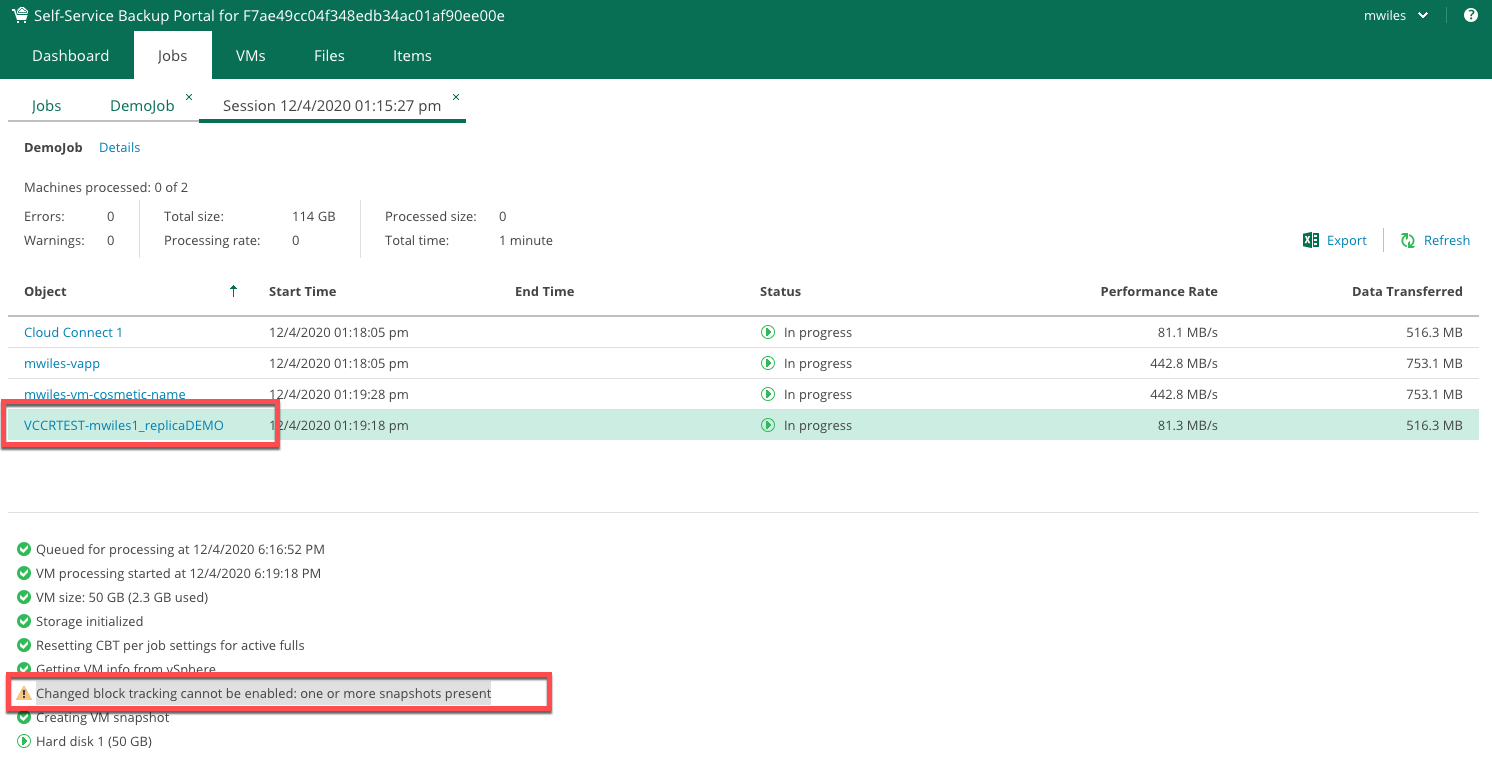 Self-Service Backup Portal for F7ae49cc04f348edb34ac01af90ee00e mwiles ?
Dashboard Jobs VMs Files Items
Jobs DemoJob × Session 12/4/2020 01:15:27 pm ×
DemoJob Details
Machines processed: 0 of 2
Errors: 0 Total size: 114 GB Processed size: 0
Warnings: 0 Processing rate: 0 Total time: 1 minute
Export Refresh
Object Start Time End Time Status Performance Rate Data Transferred
Cloud Connect 1 12/4/2020 01:18:05 pm In progress 81.1 MB/s 516.3 MB
mwiles-vapp 12/4/2020 01:18:05 pm In progress 442.8 MB/s 753.1 MB
mwiles-vm-cosmetic-name 12/4/2020 01:19:28 pm In progress 442.8 MB/s 753.1 MB
VCCRTEST-mwiles1_replicaDEMO 12/4/2020 01:19:18 pm In progress 81.3 MB/s 516.3 MB
Queued for processing at 12/4/2020 6:16:52 PM
VM processing started at 12/4/2020 6:19:18 PM
VM size: 50 GB (2.3 GB used)
Storage initialized
Resetting CBT per job settings for active fulls
Getting VM info from vSphere
Changed block tracking cannot be enabled: one or more snapshots present
Creating VM snapshot
Hard disk 1 (50 GB)